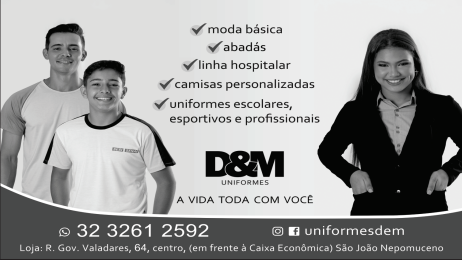 moda básica
abadás
linha hospitalar
camisas personalizadas
uniformes escolares,
esportivos e profissionais
D&M
UNIFORMES
A VIDA TODA COM VOCÊ
32 3261 2592
uniformesdem
Loja: R. Gov. Valadares, 64, centro, (em frente à Caixa Econômica) São João Nepomuceno